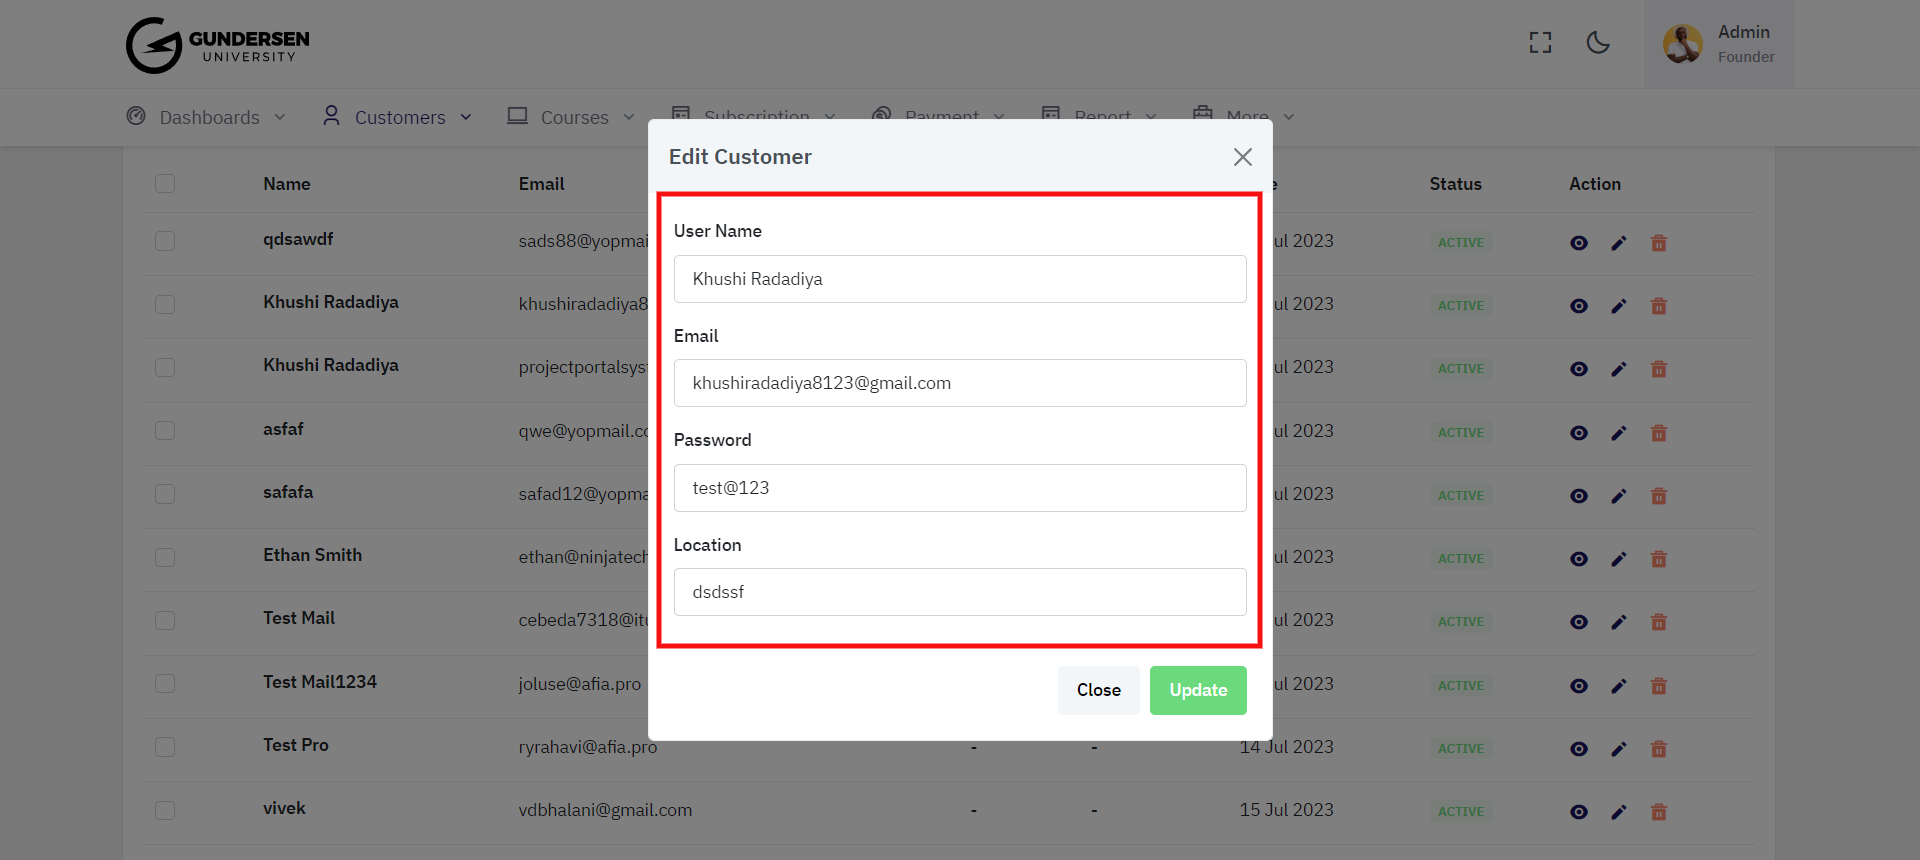 GUNDERSEN
UNIVERSITY
Admin
Founder
Dashboards Customers Courses Subscription Payment Report More
Edit Customer
Name Email Status Action
User Name
Khushi Radadiya
Email
khushiradadiya8123@gmail.com
Password
test@123
Location
dsdssf
Close Update
qdsawdf sads88@yopmai ul 2023 ACTIVE
Khushi Radadiya khushiradadiya8 ul 2023 ACTIVE
Khushi Radadiya projectportalsys ul 2023 ACTIVE
asfaf qwe@yopmail.co ul 2023 ACTIVE
safafa safad12@yopma ul 2023 ACTIVE
Ethan Smith ethan@ninjatech ul 2023 ACTIVE
Test Mail cebeda7318@itu ul 2023 ACTIVE
Test Mail1234 joluse@afia.pro ul 2023 ACTIVE
Test Pro ryrahavi@afia.pro - - 14 Jul 2023 ACTIVE
vivek vdbhalani@gmail.com - - 15 Jul 2023 ACTIVE